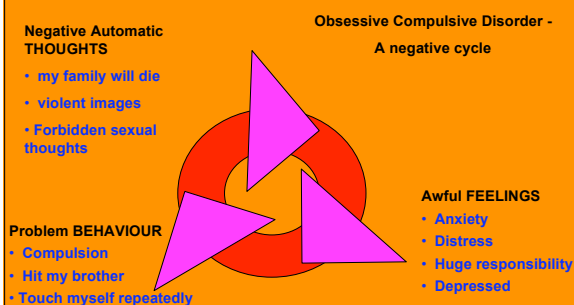 Obsessive Compulsive Disorder -
A negative cycle
Negative Automatic
THOUGHTS
• my family will die
• violent images
• Forbidden sexual
thoughts
Awful FEELINGS
• Anxiety
• Distress
• Huge responsibility
• Depressed
Problem BEHAVIOUR
• Compulsion
• Hit my brother
• Touch myself repeatedly